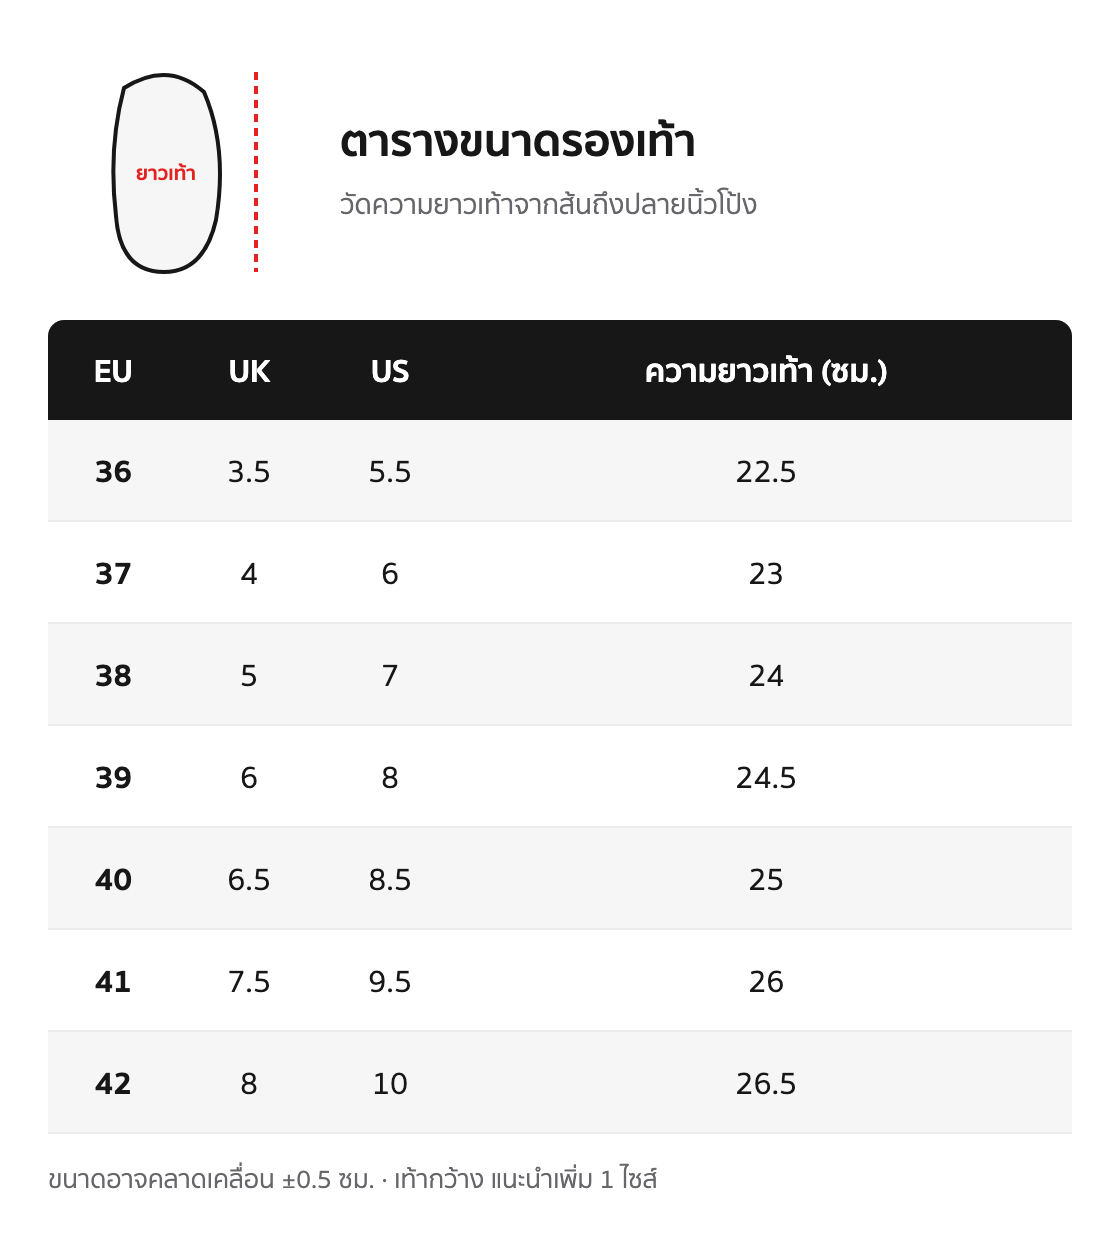 ยาวเท้า
ตารางขนาดรองเท้า
วัดความยาวเท้าจากส้นถึงปลายนิ้วโป้ง
EU UK US ความยาวเท้า (ซม.)
36 3.5 5.5 22.5
37 4 6 23
38 5 7 24
39 6 8 24.5
40 6.5 8.5 25
41 7.5 9.5 26
42 8 10 26.5
ขนาดอาจคลาดเคลื่อน ±0.5 ซม. · เท้ากว้าง แนะนำเพิ่ม 1 ไซส์